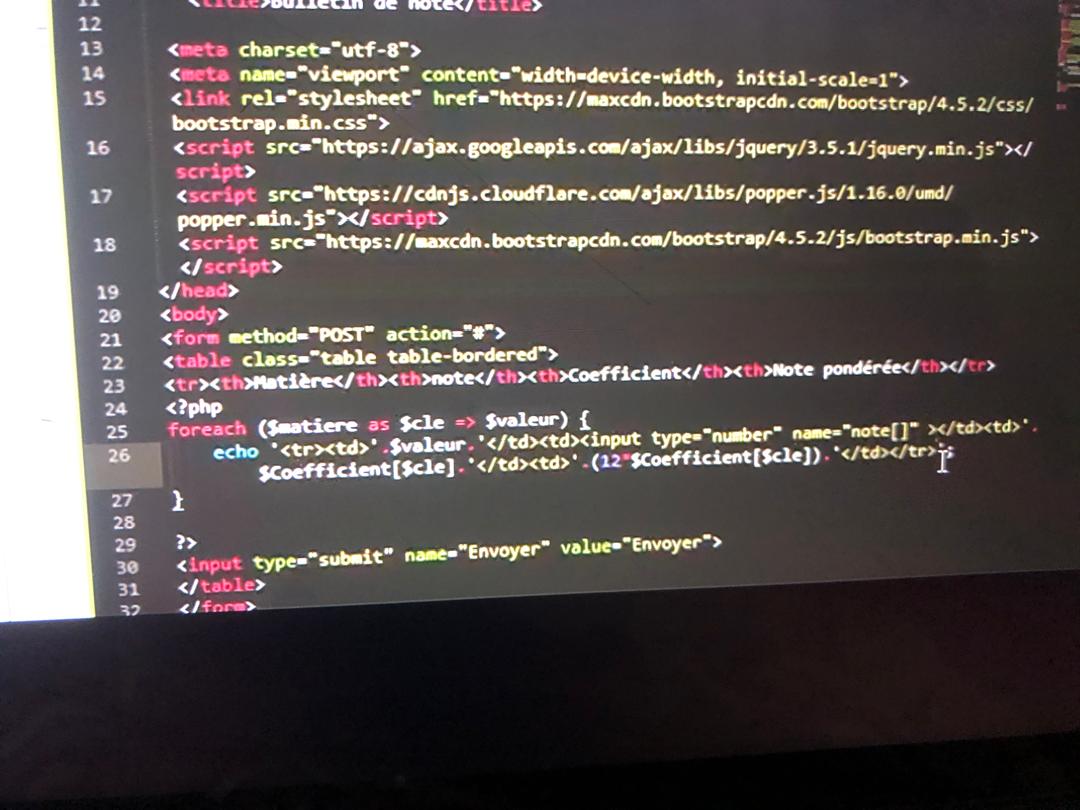 11 <title>Bulletin de note</title>
12
13 <meta charset="utf-8">
14 <meta name="viewport" content="width=device-width, initial-scale=1">
15 <link rel="stylesheet" href="https://maxcdn.bootstrapcdn.com/bootstrap/4.5.2/css/
bootstrap.min.css">
16 <script src="https://ajax.googleapis.com/ajax/libs/jquery/3.5.1/jquery.min.js"></
script>
17 <script src="https://cdnjs.cloudflare.com/ajax/libs/popper.js/1.16.0/umd/
popper.min.js"></script>
18 <script src="https://maxcdn.bootstrapcdn.com/bootstrap/4.5.2/js/bootstrap.min.js">
</script>
19 </head>
20 <body>
21 <form method="POST" action="#">
22 <table class="table table-bordered">
23 <tr><th>Matière</th><th>note</th><th>Coefficient</th><th>Note pondérée</th></tr>
24 <?php
25 foreach ($matiere as $cle => $valeur) {
26 echo '<tr><td>'.$valeur.'</td><td><input type="number" name="note[]" ></td><td>'.
$Coefficient[$cle].'</td><td>'.(12*$Coefficient[$cle]).'</td></tr>';
27 }
28
29 ?>
30 <input type="submit" name="Envoyer" value="Envoyer">
31 </table>
32 </form>